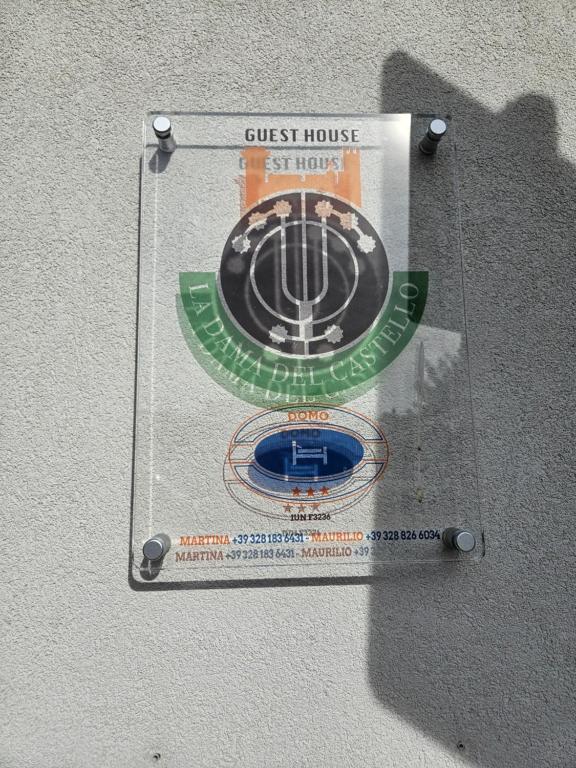 GUEST HOUSE
LA DAMA DEL CASTELLO
DOMO
IUN F3236
MARTINA +39 328 183 6431 - MAURILIO +39 328 826 6034